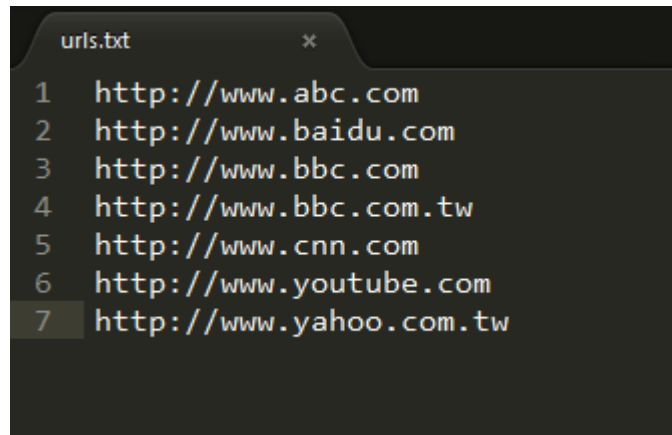 urls.txt ×
1 http://www.abc.com
2 http://www.baidu.com
3 http://www.bbc.com
4 http://www.bbc.com.tw
5 http://www.cnn.com
6 http://www.youtube.com
7 http://www.yahoo.com.tw